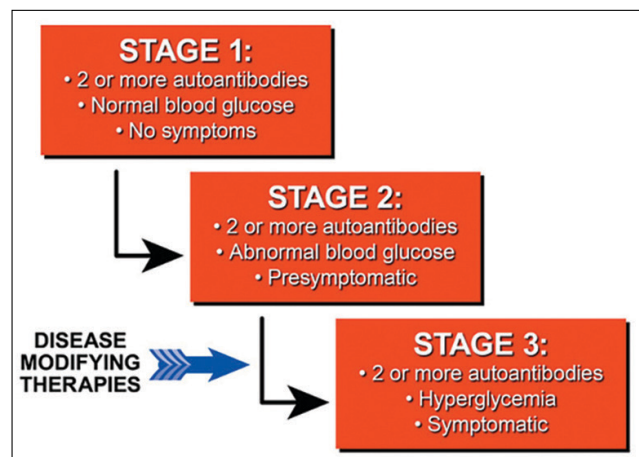 STAGE 1:
• 2 or more autoantibodies
• Normal blood glucose
• No symptoms
STAGE 2:
• 2 or more autoantibodies
• Abnormal blood glucose
• Presymptomatic
DISEASE
MODIFYING
THERAPIES
STAGE 3:
• 2 or more autoantibodies
• Hyperglycemia
• Symptomatic